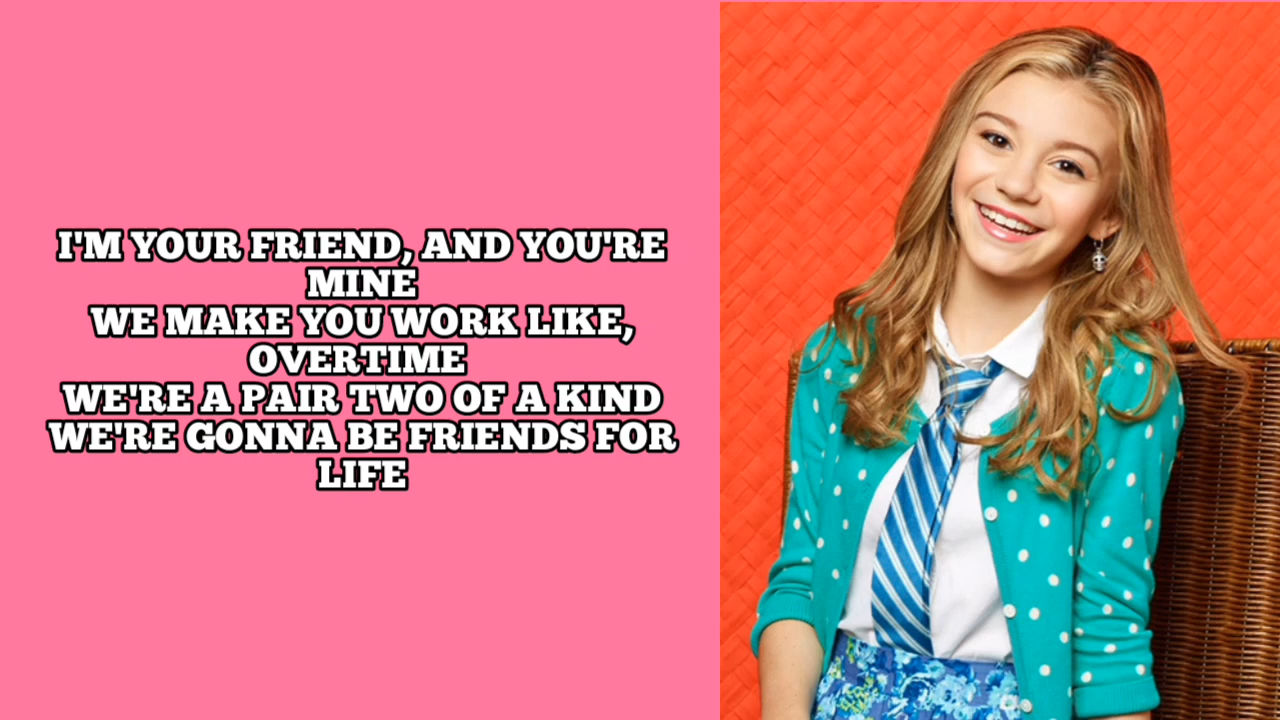 I'M YOUR FRIEND, AND YOU'RE
MINE
WE MAKE YOU WORK LIKE,
OVERTIME
WE'RE A PAIR TWO OF A KIND
WE'RE GONNA BE FRIENDS FOR
LIFE